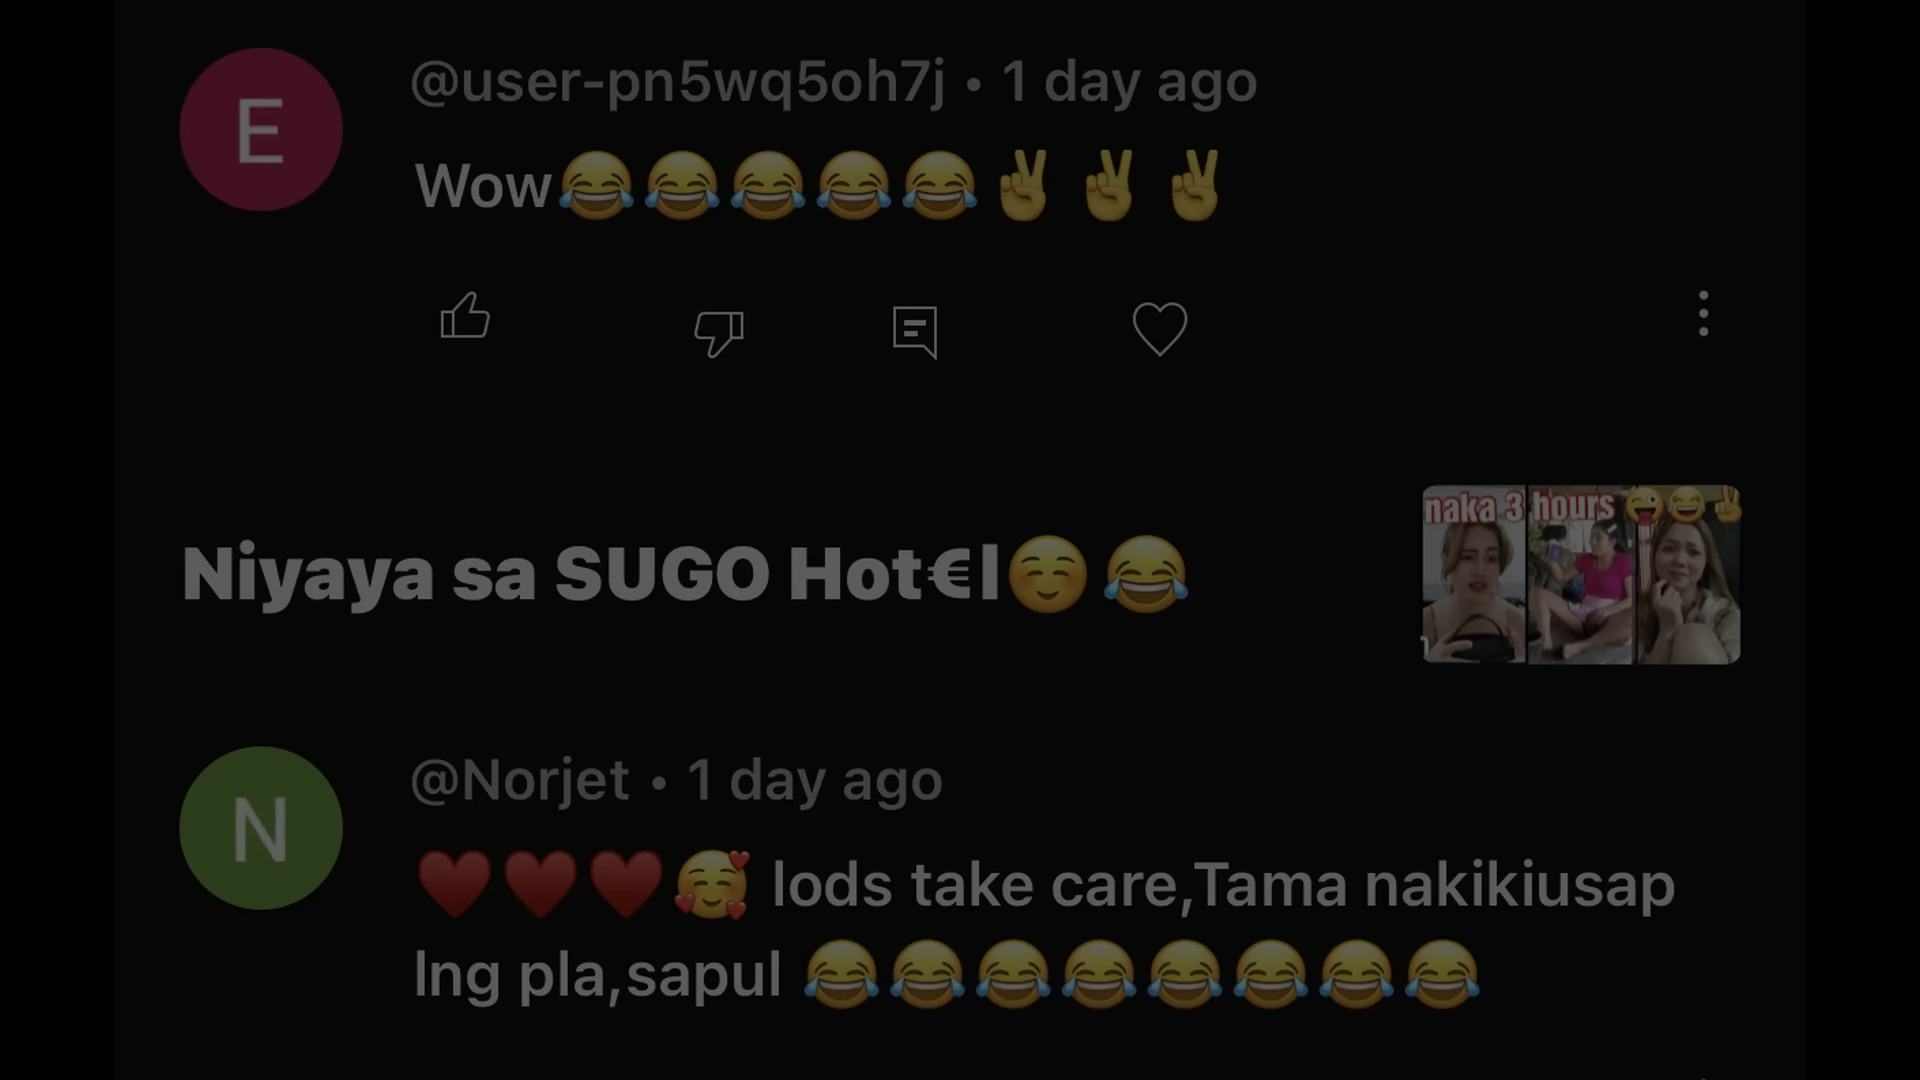 E
@user-pn5wq5oh7j • 1 day ago
Wow😂😂😂😂😂✌️✌️✌️
Niyaya sa SUGO Hot€l☺️😂
naka 3 hours 😜😂✌️
N
@Norjet • 1 day ago
❤️❤️❤️🥰 lods take care,Tama nakikiusap
lng pla,sapul 😂😂😂😂😂😂😂😂